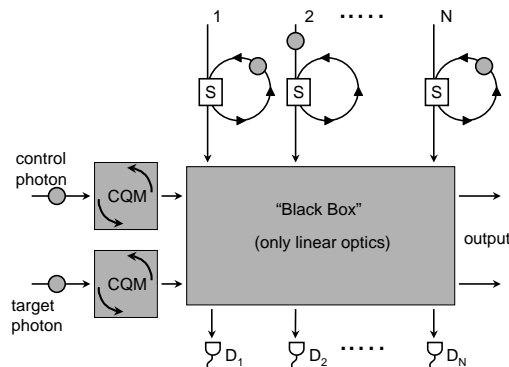 1 2 ..... N
S S S
control
photon
CQM
"Black Box"
(only linear optics)
output
CQM
target
photon
D1 D2 ..... DN